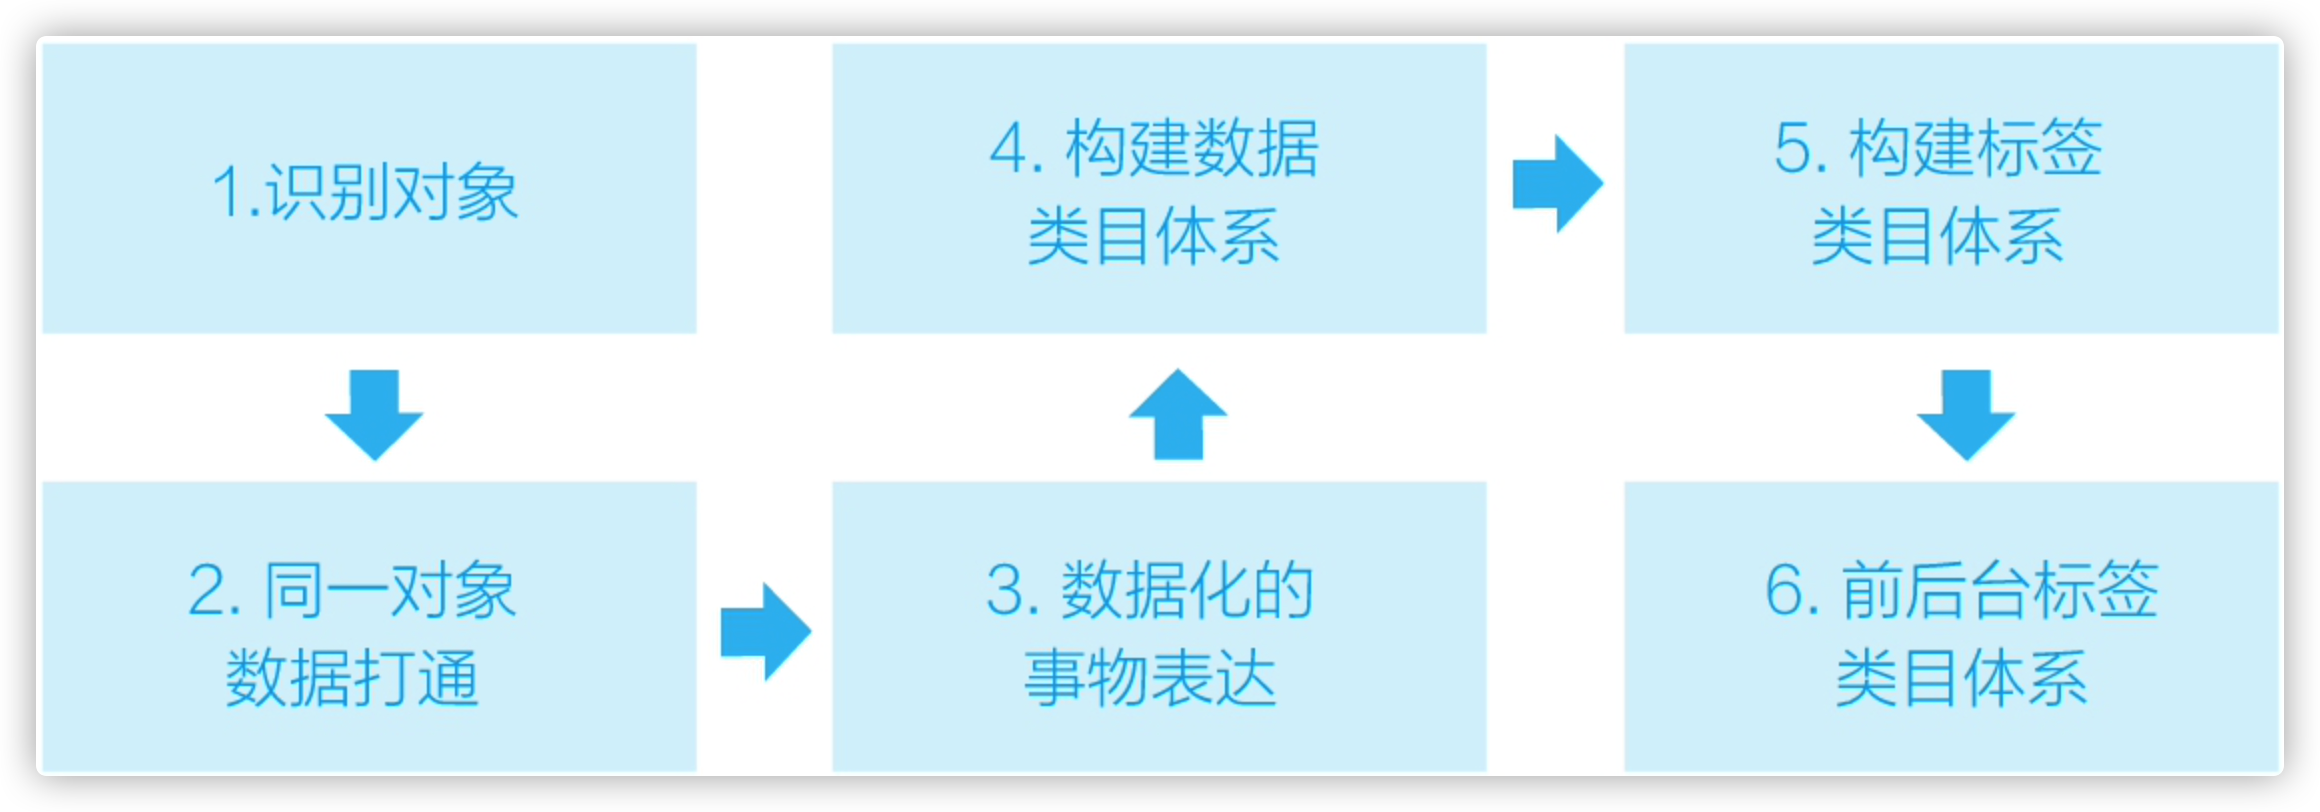 1.识别对象
2. 同一对象
数据打通
3. 数据化的
事物表达
4. 构建数据
类目体系
5. 构建标签
类目体系
6. 前后台标签
类目体系